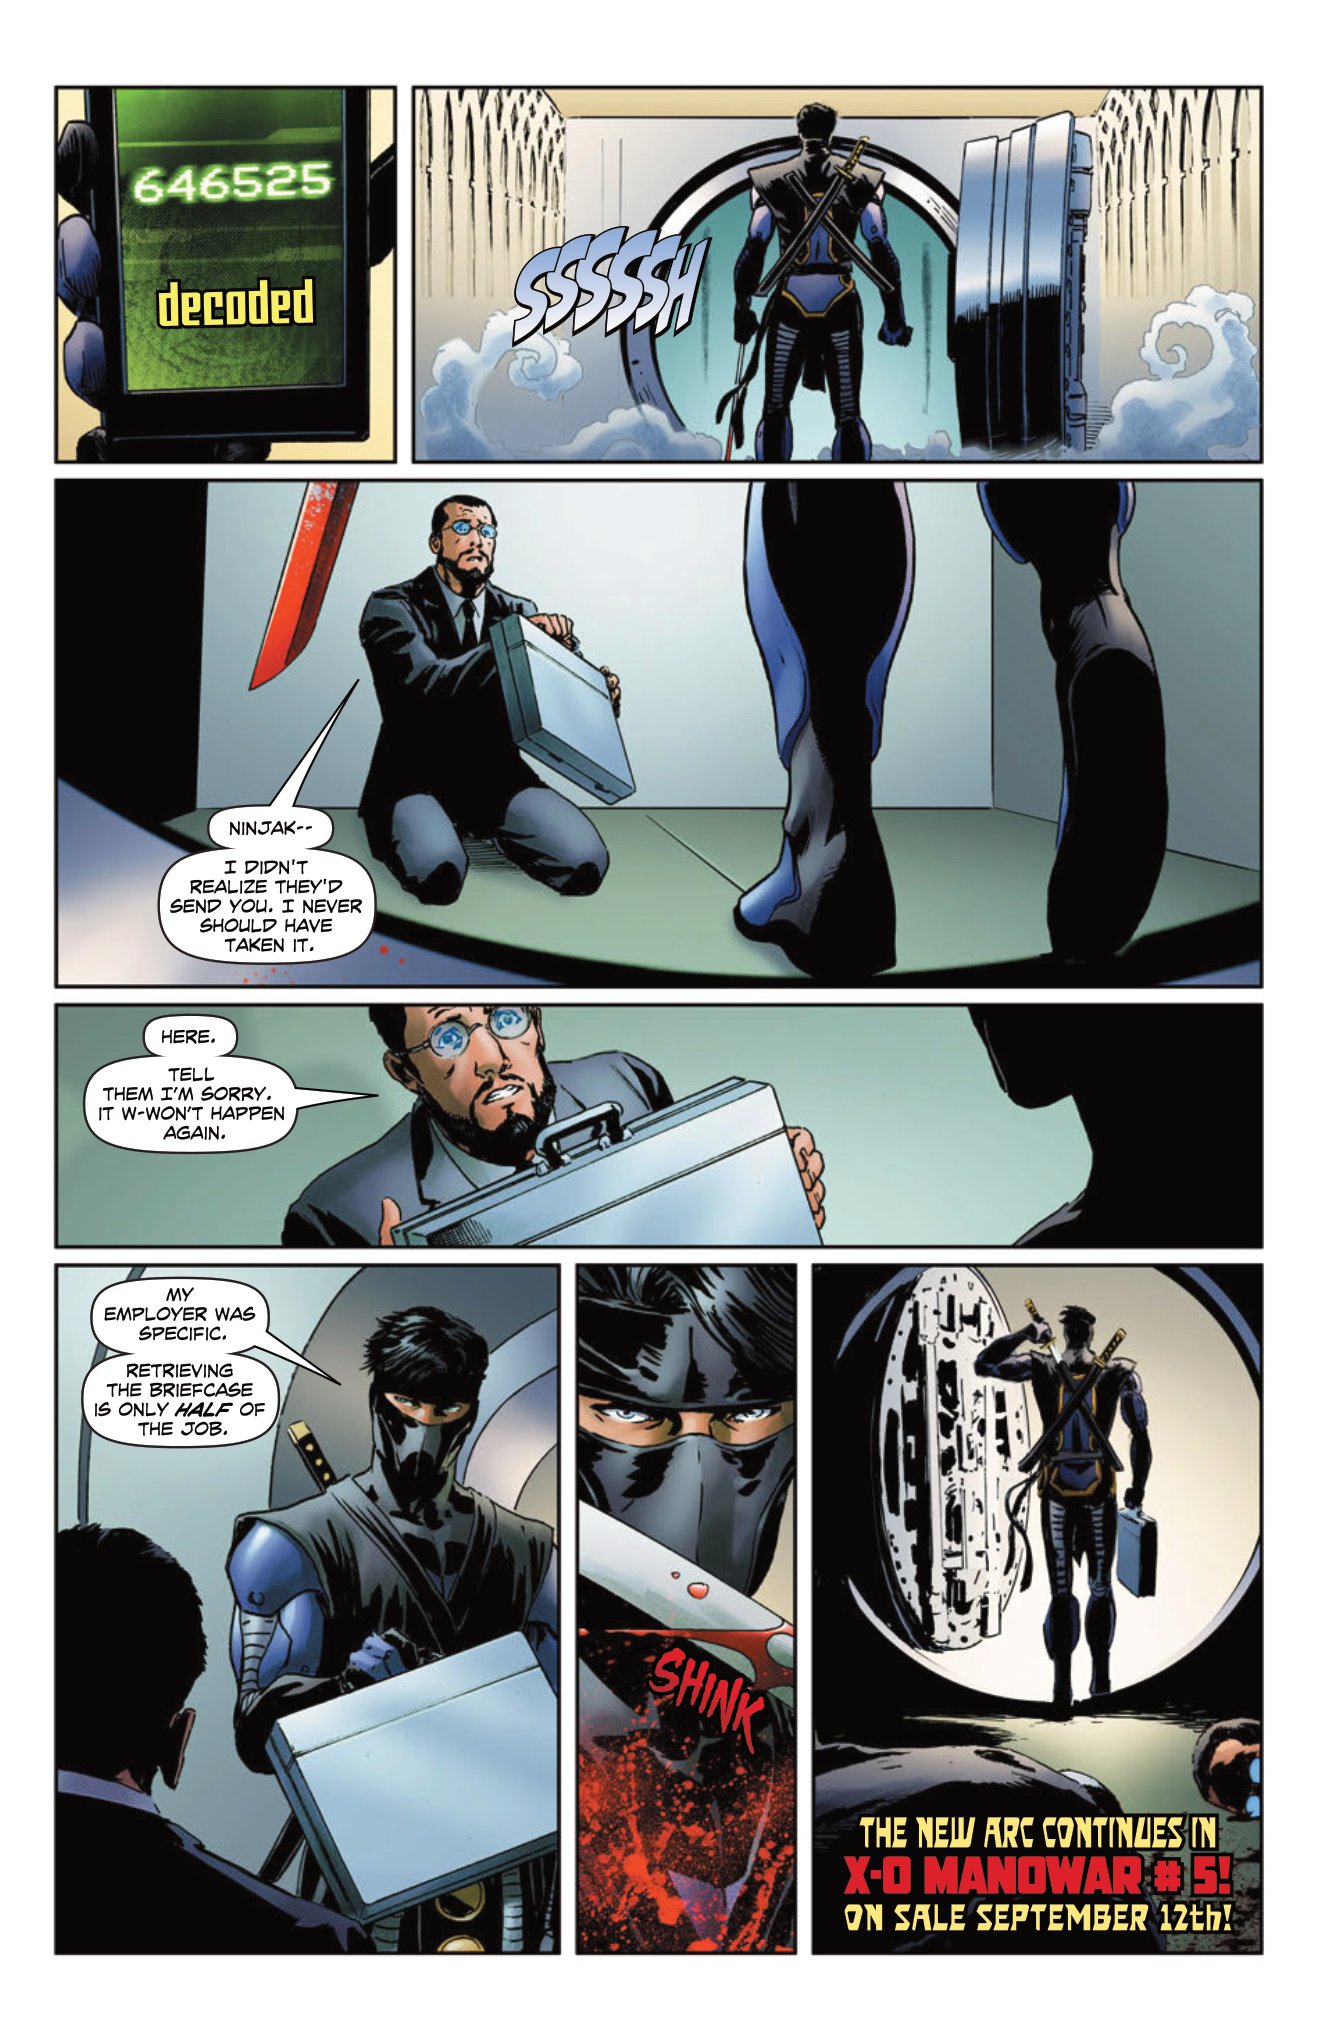 646525
decoded
SSSSSH
NINJAK--
I DIDN'T
REALIZE THEY'D
SEND YOU. I NEVER
SHOULD HAVE
TAKEN IT.
HERE.
TELL
THEM I'M SORRY.
IT W-WON'T HAPPEN
AGAIN.
MY
EMPLOYER WAS
SPECIFIC.
RETRIEVING
THE BRIEFCASE
IS ONLY HALF OF
THE JOB.
SHINK
THE NEW ARC CONTINUES IN
X-O MANOWAR # 5!
ON SALE SEPTEMBER 12th!